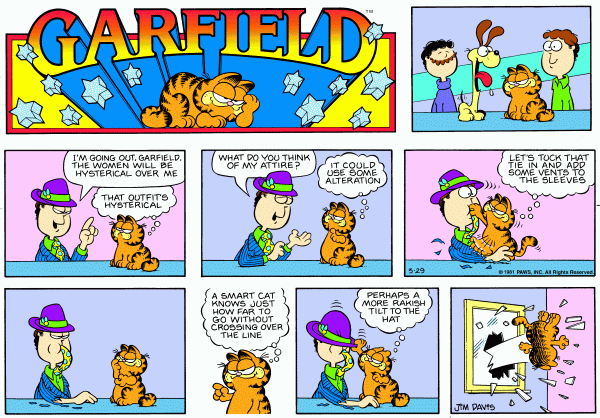 GARFIELD
TM
I'M GOING OUT, GARFIELD.
THE WOMEN WILL BE
HYSTERICAL OVER ME
THAT OUTFIT'S
HYSTERICAL
WHAT DO YOU THINK
OF MY ATTIRE?
IT COULD
USE SOME
ALTERATION
LET'S TUCK THAT
TIE IN AND ADD
SOME VENTS TO
THE SLEEVES
5-29
© 1981 PAWS, INC. All Rights Reserved.
A SMART CAT
KNOWS JUST
HOW FAR TO
GO WITHOUT
CROSSING OVER
THE LINE
PERHAPS A
MORE RAKISH
TILT TO THE
HAT
JIM DAVIS